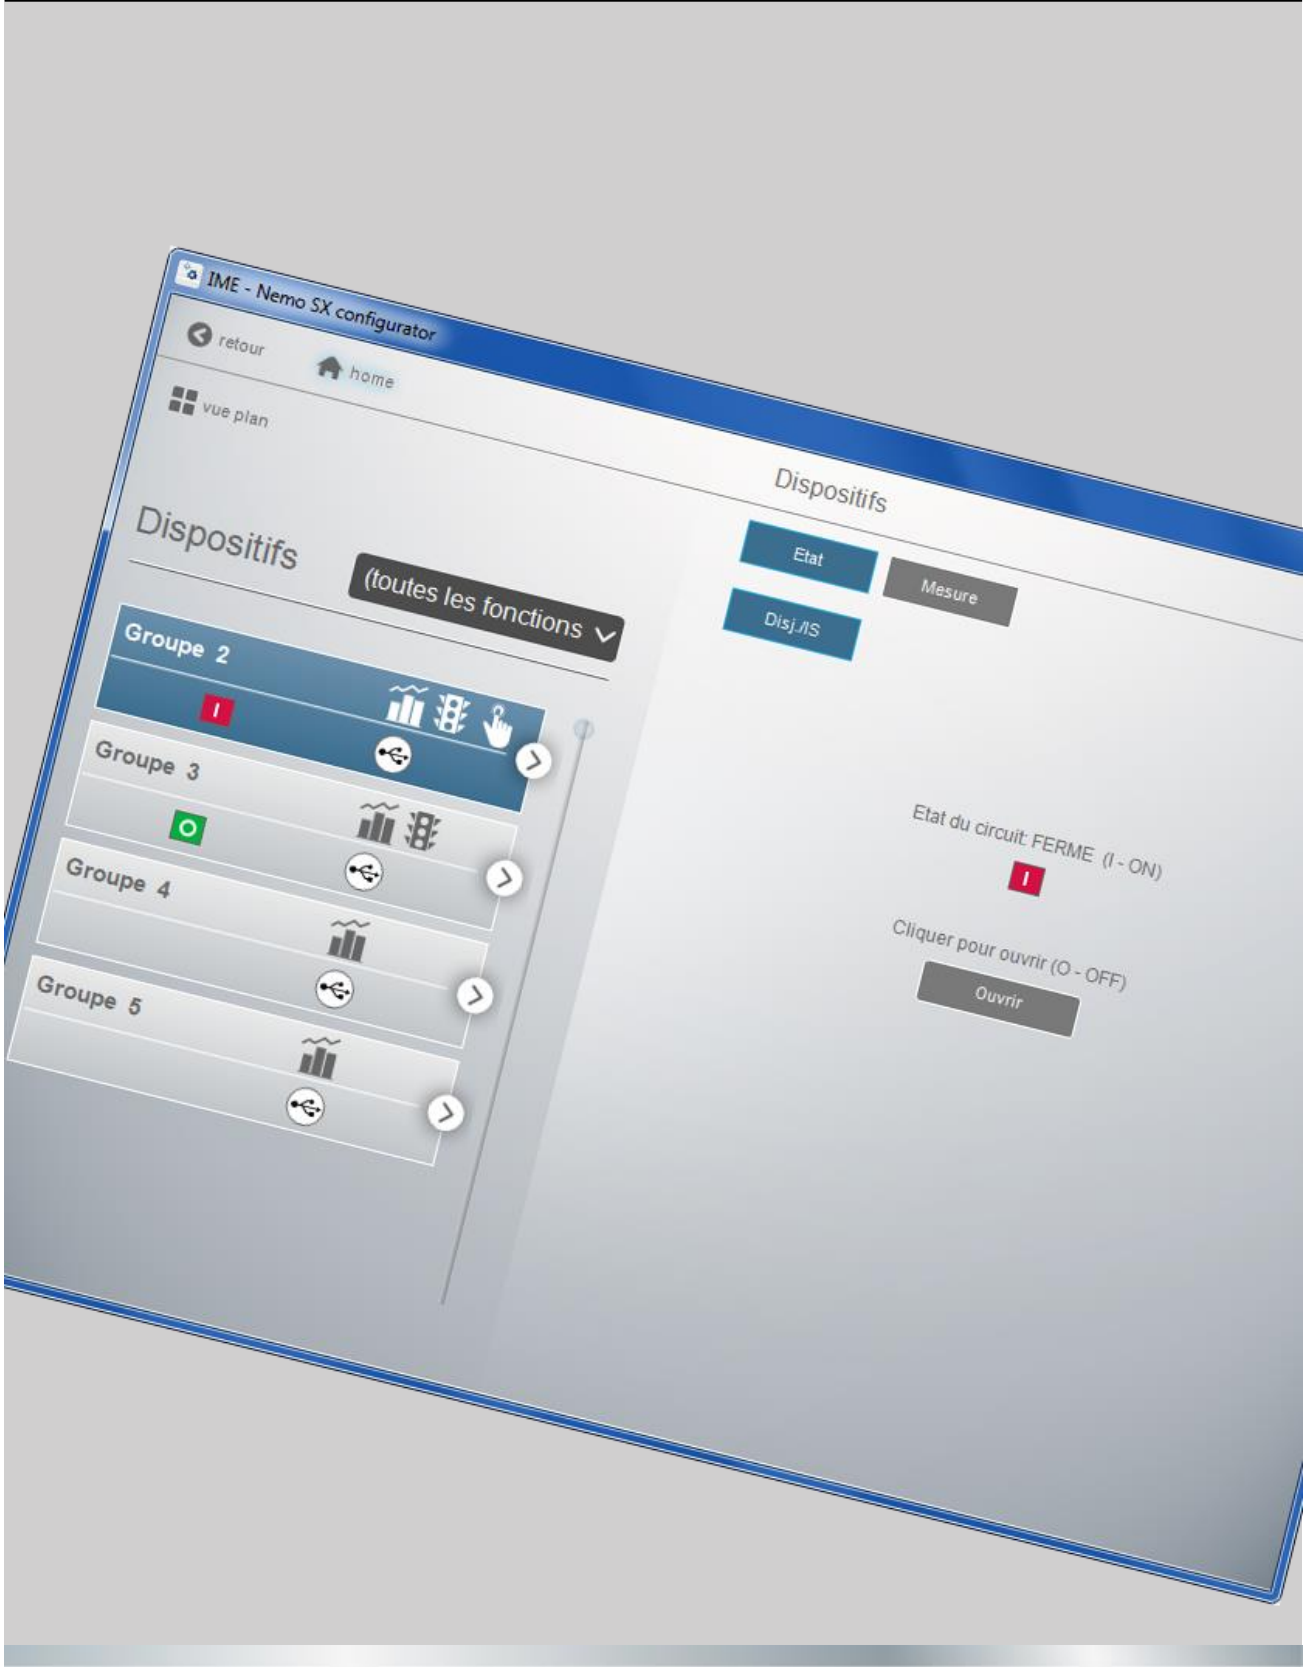 IME - Nemo SX configurator
retour
home
vue plan
Dispositifs
Dispositifs
(toutes les fonctions
Etat
Mesure
Disj./IS
Groupe 2
I
Groupe 3
O
Groupe 4
Groupe 5
Etat du circuit: FERME (I - ON)
I
Cliquer pour ouvrir (O - OFF)
Ouvrir